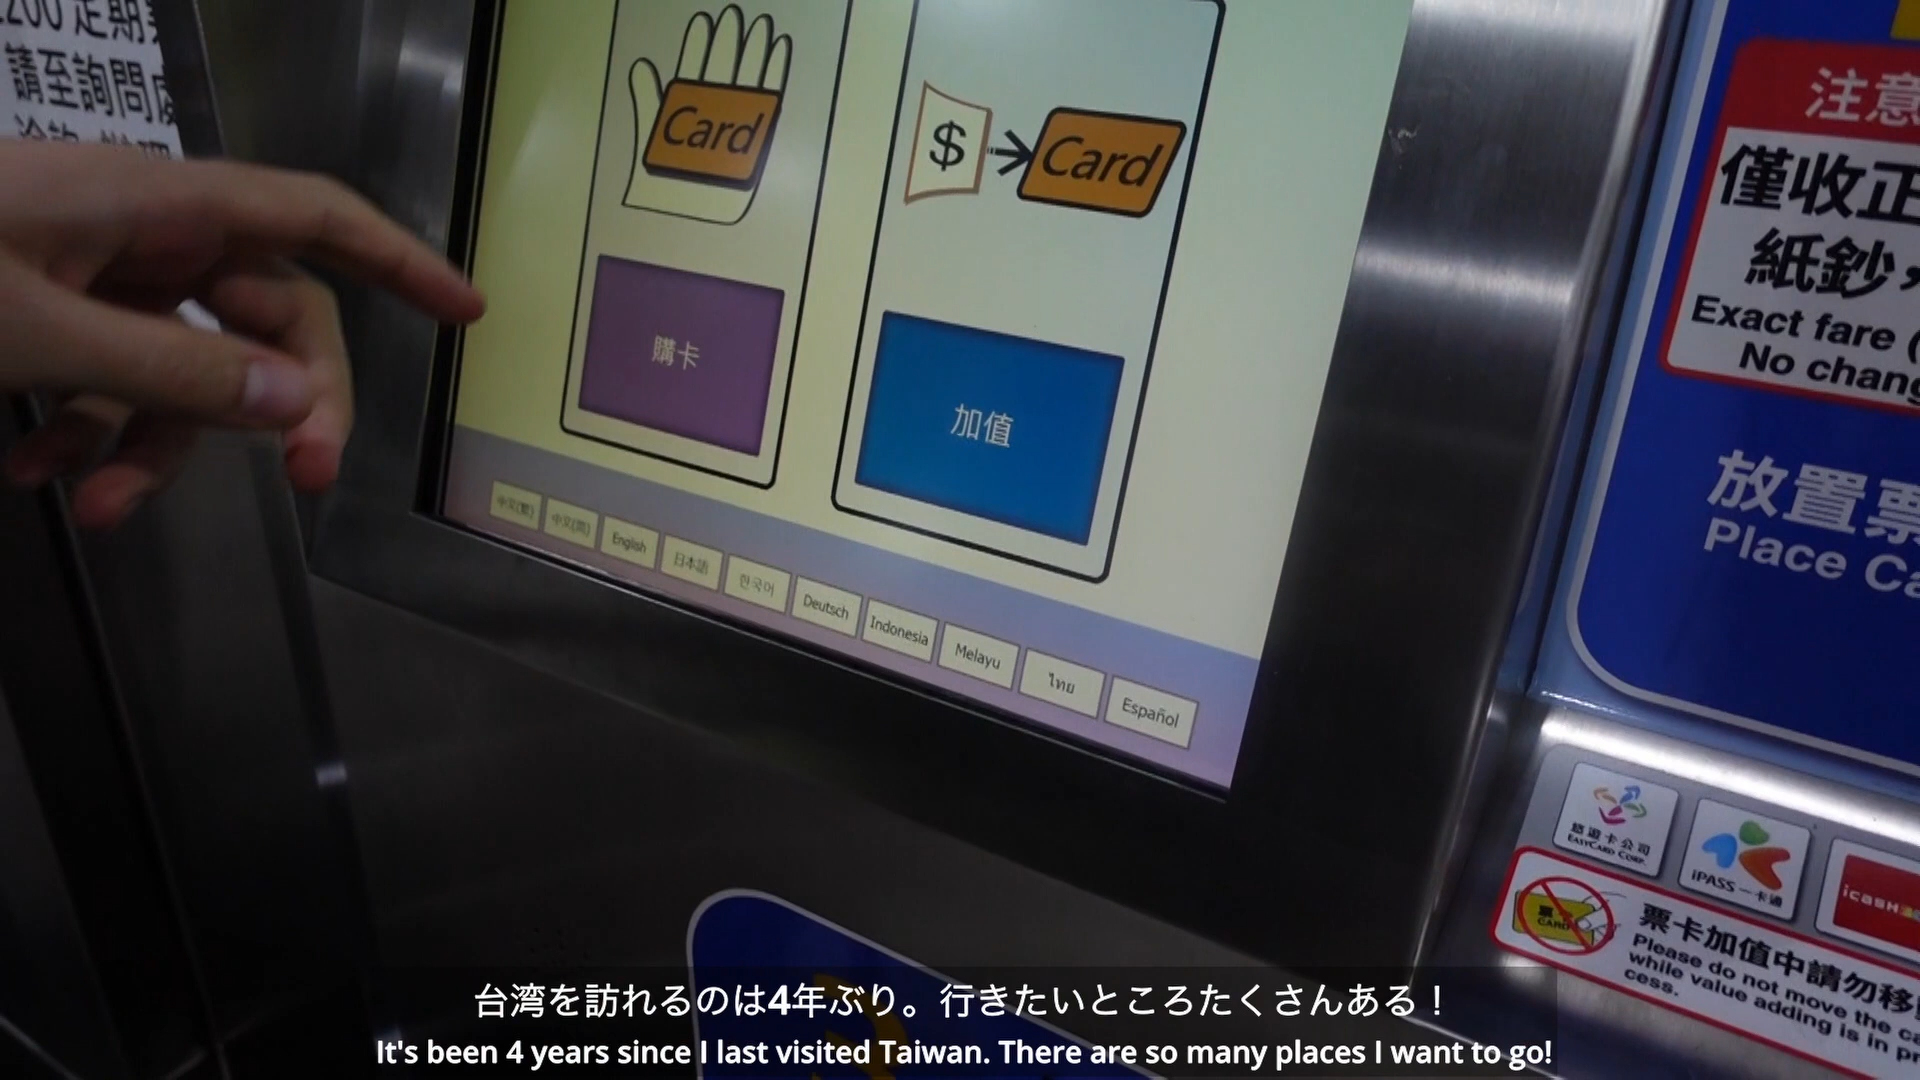 定期
請至詢問
Card
$
Card
購卡
加值
中文(繁)
中文(简)
English
日本語
한국어
Deutsch
Indonesia
Melayu
ไทย
Español
注意
僅收正
紙鈔，
Exact fare (
No chang
放置票
Place Ca
悠遊卡公司
EASYCARD CORP.
iPASS 一卡通
icash
票卡
CARD
票卡加值中請勿移
Please do not move the ca
while value adding is in pr
cess.
台湾を訪れるのは4年ぶり。行きたいところたくさんある！
It's been 4 years since I last visited Taiwan. There are so many places I want to go!